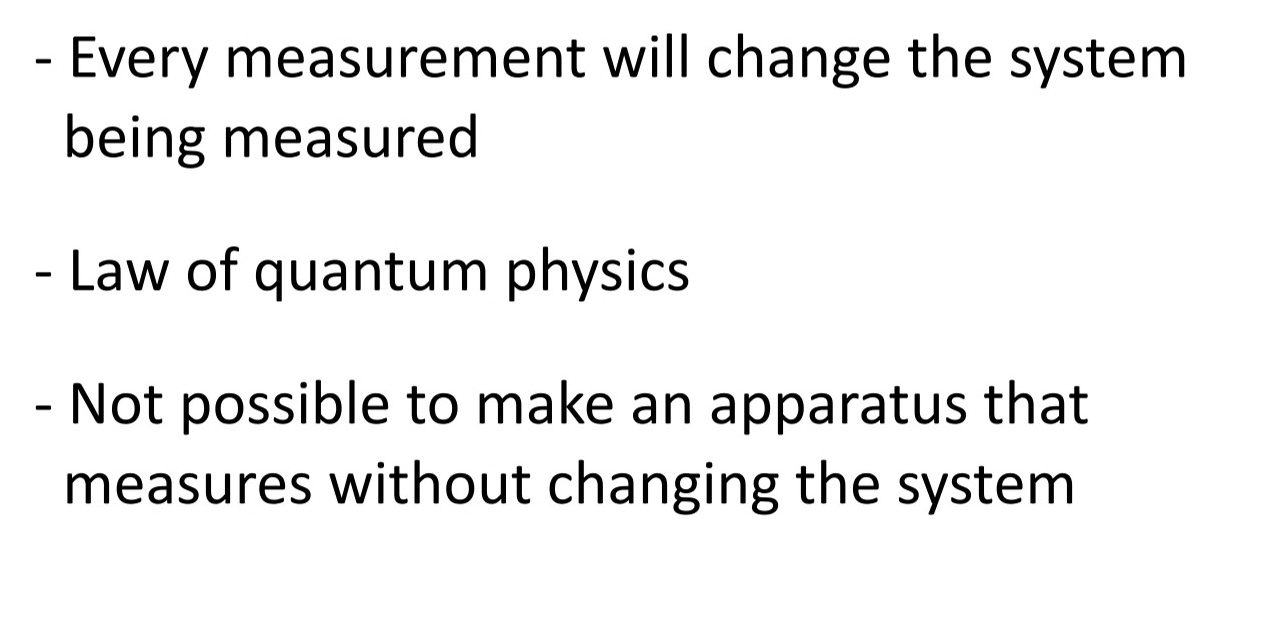 - Every measurement will change the system
being measured
- Law of quantum physics
- Not possible to make an apparatus that
measures without changing the system